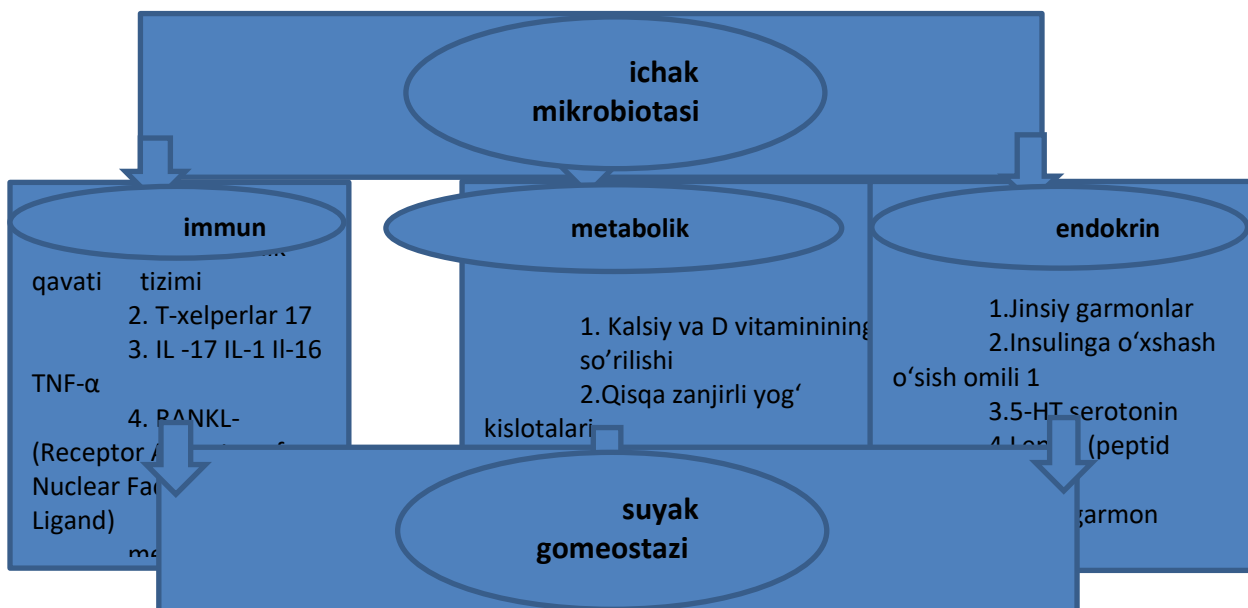 ichak
mikrobiotasi
immun
qavati tizimi
2. T-xelperlar 17
3. IL -17 IL-1 Il-16
TNF-α
4. RANKL-
(Receptor
Nuclear
Ligand)
metabolik
1. Kalsiy va D vitaminining
so’rilishi
2.Qisqa zanjirli yog‘
kislotalari
endokrin
1.Jinsiy garmonlar
2.Insulinga o‘xshash
o‘sish omili 1
3.5-HT serotonin
(peptid
garmon
suyak
gomeostazi